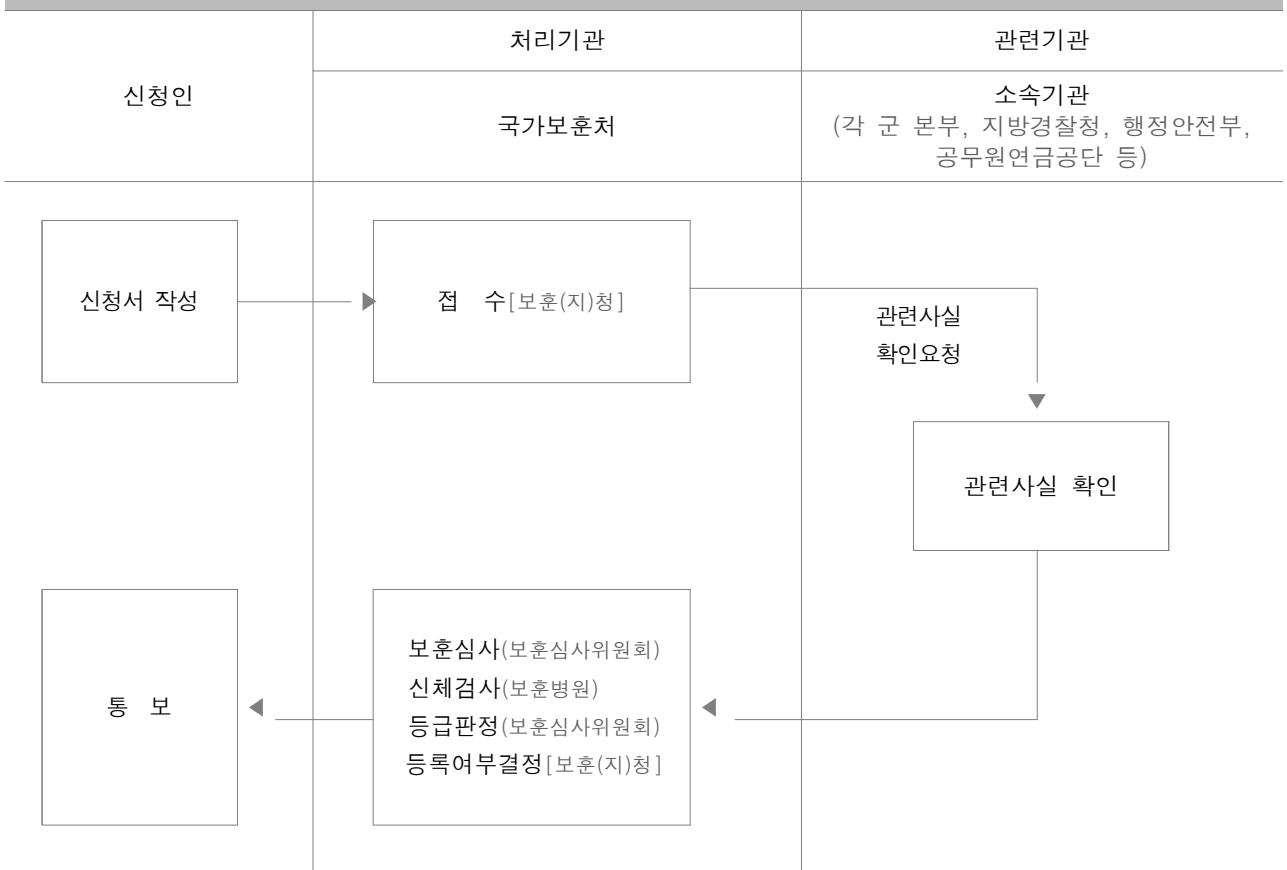 신청인
처리기관
관련기관
국가보훈처
소속기관
(각 군 본부, 지방경찰청, 행정안전부,
공무원연금공단 등)
신청서 작성
접 수[보훈(지)청]
관련사실
확인요청
관련사실 확인
보훈심사(보훈심사위원회)
신체검사(보훈병원)
등급판정(보훈심사위원회)
등록여부결정[보훈(지)청]
통 보